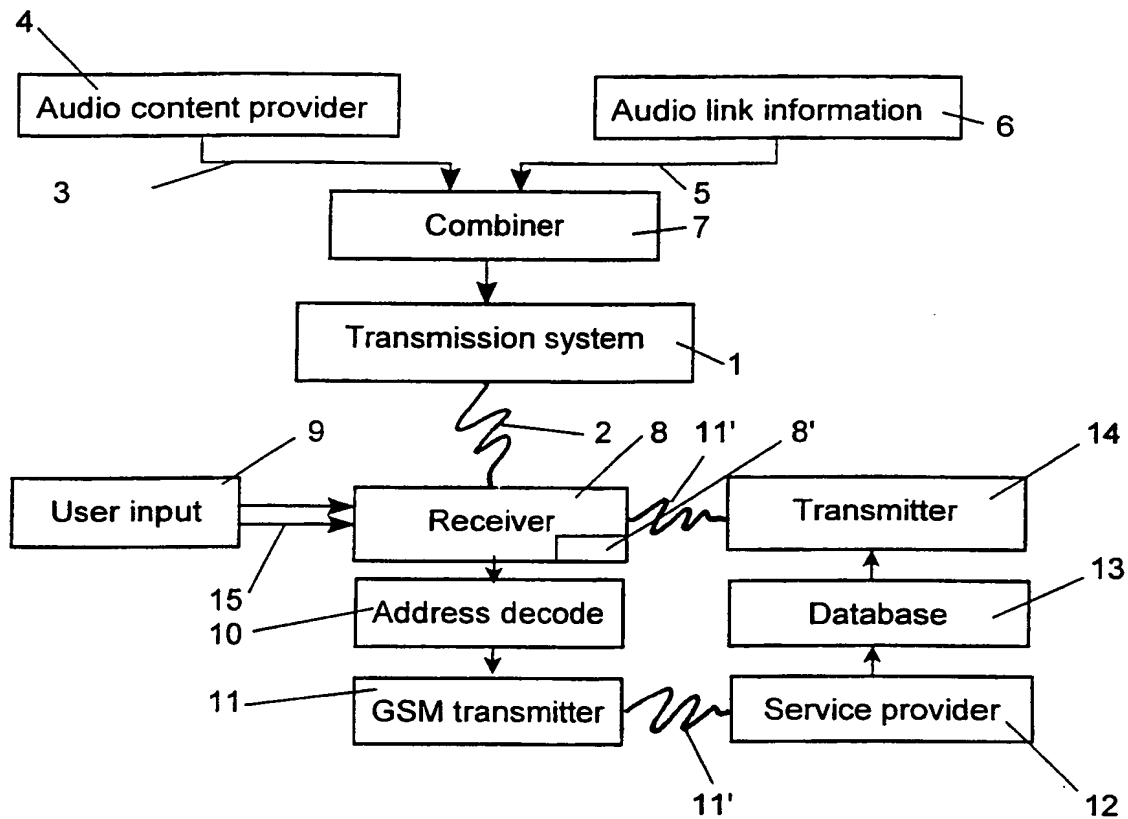 4
Audio content provider
Audio link information
6
3
5
Combiner
7
Transmission system
1
2
8
11'
8'
9
14
User input
Receiver
Transmitter
15
13
10
Address decode
Database
11
GSM transmitter
Service provider
11'
12